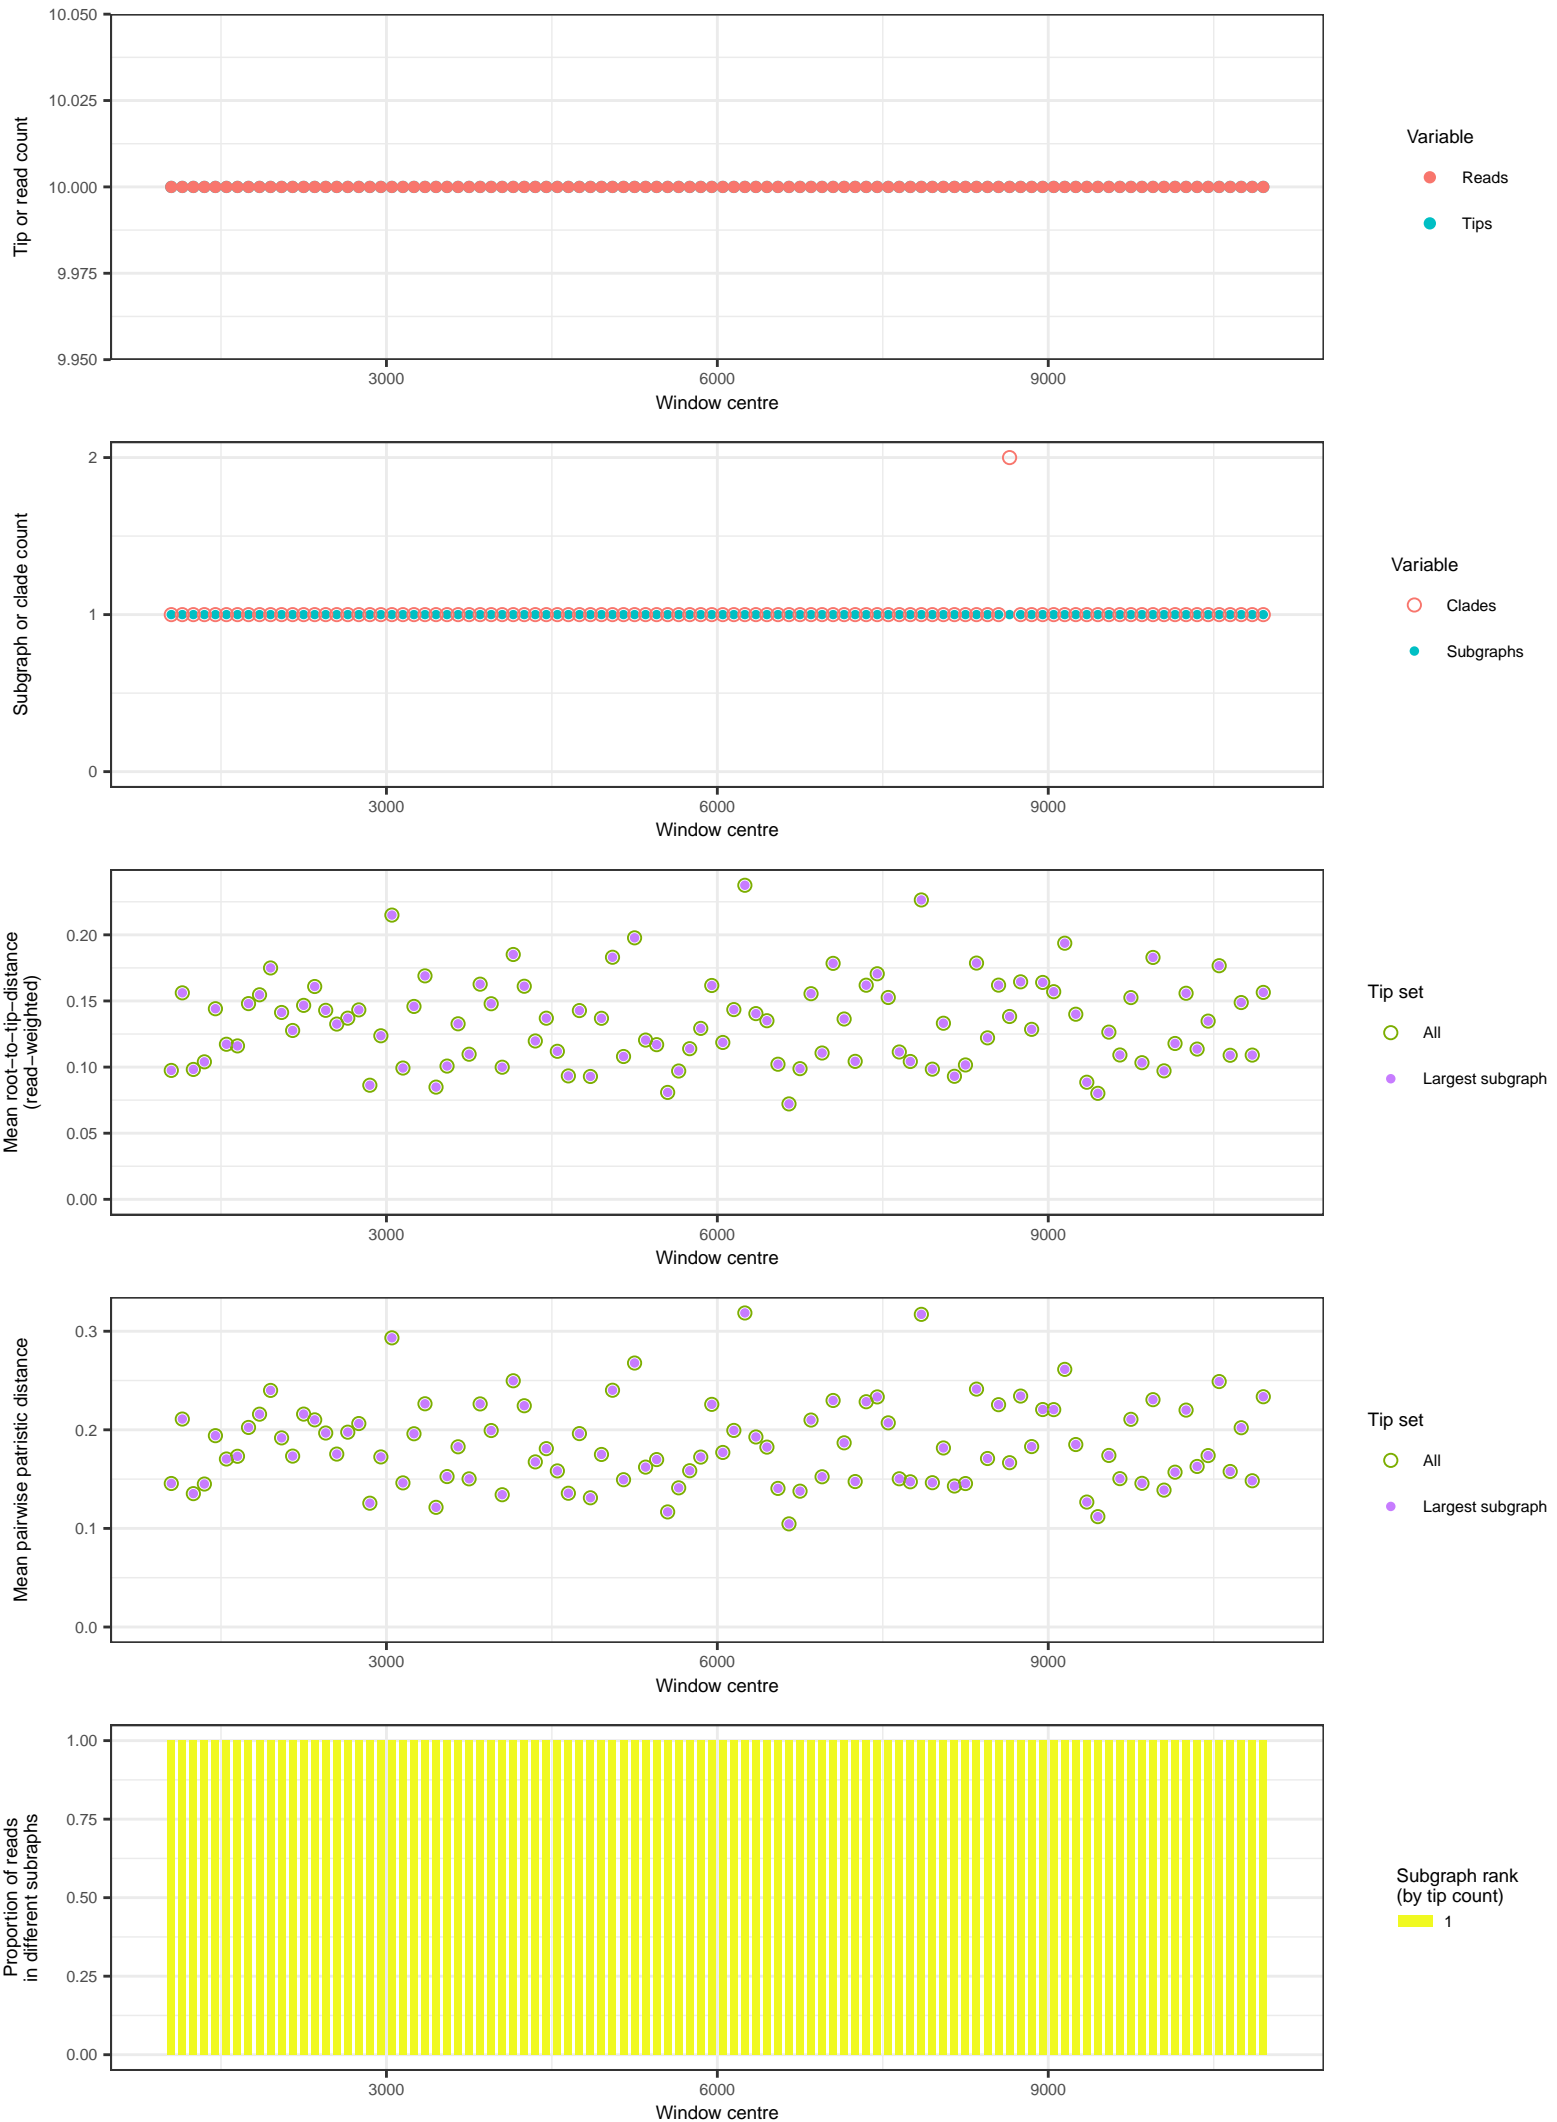 10.050
10.025
10.000
9.975
9.950
Tip or read count
3000 6000 9000
Window centre
Variable
Reads
Tips
2
1
0
Subgraph or clade count
3000 6000 9000
Window centre
Variable
Clades
Subgraphs
0.20
0.15
0.10
0.05
0.00
Mean root−to−tip−distance
(read−weighted)
3000 6000 9000
Window centre
Tip set
All
Largest subgraph
0.3
0.2
0.1
0.0
Mean pairwise patristic distance
3000 6000 9000
Window centre
Tip set
All
Largest subgraph
1.00
0.75
0.50
0.25
0.00
Proportion of reads
in different subraphs
3000 6000 9000
Window centre
Subgraph rank
(by tip count)
1